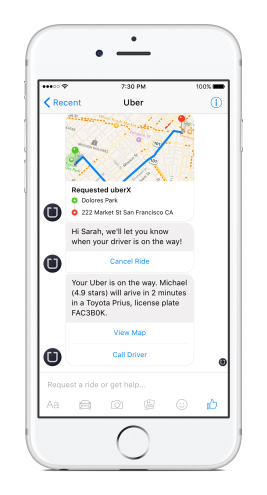 7:30 PM
100%
Recent
Uber
Requested uberX
Dolores Park
222 Market St San Francisco CA
Hi Sarah, we'll let you know
when your driver is on the way!
Cancel Ride
Your Uber is on the way. Michael
(4.9 stars) will arive in 2 minutes
in a Toyota Prius, license plate
FAC3B0K.
View Map
Call Driver
Request a ride or get help...
Aa